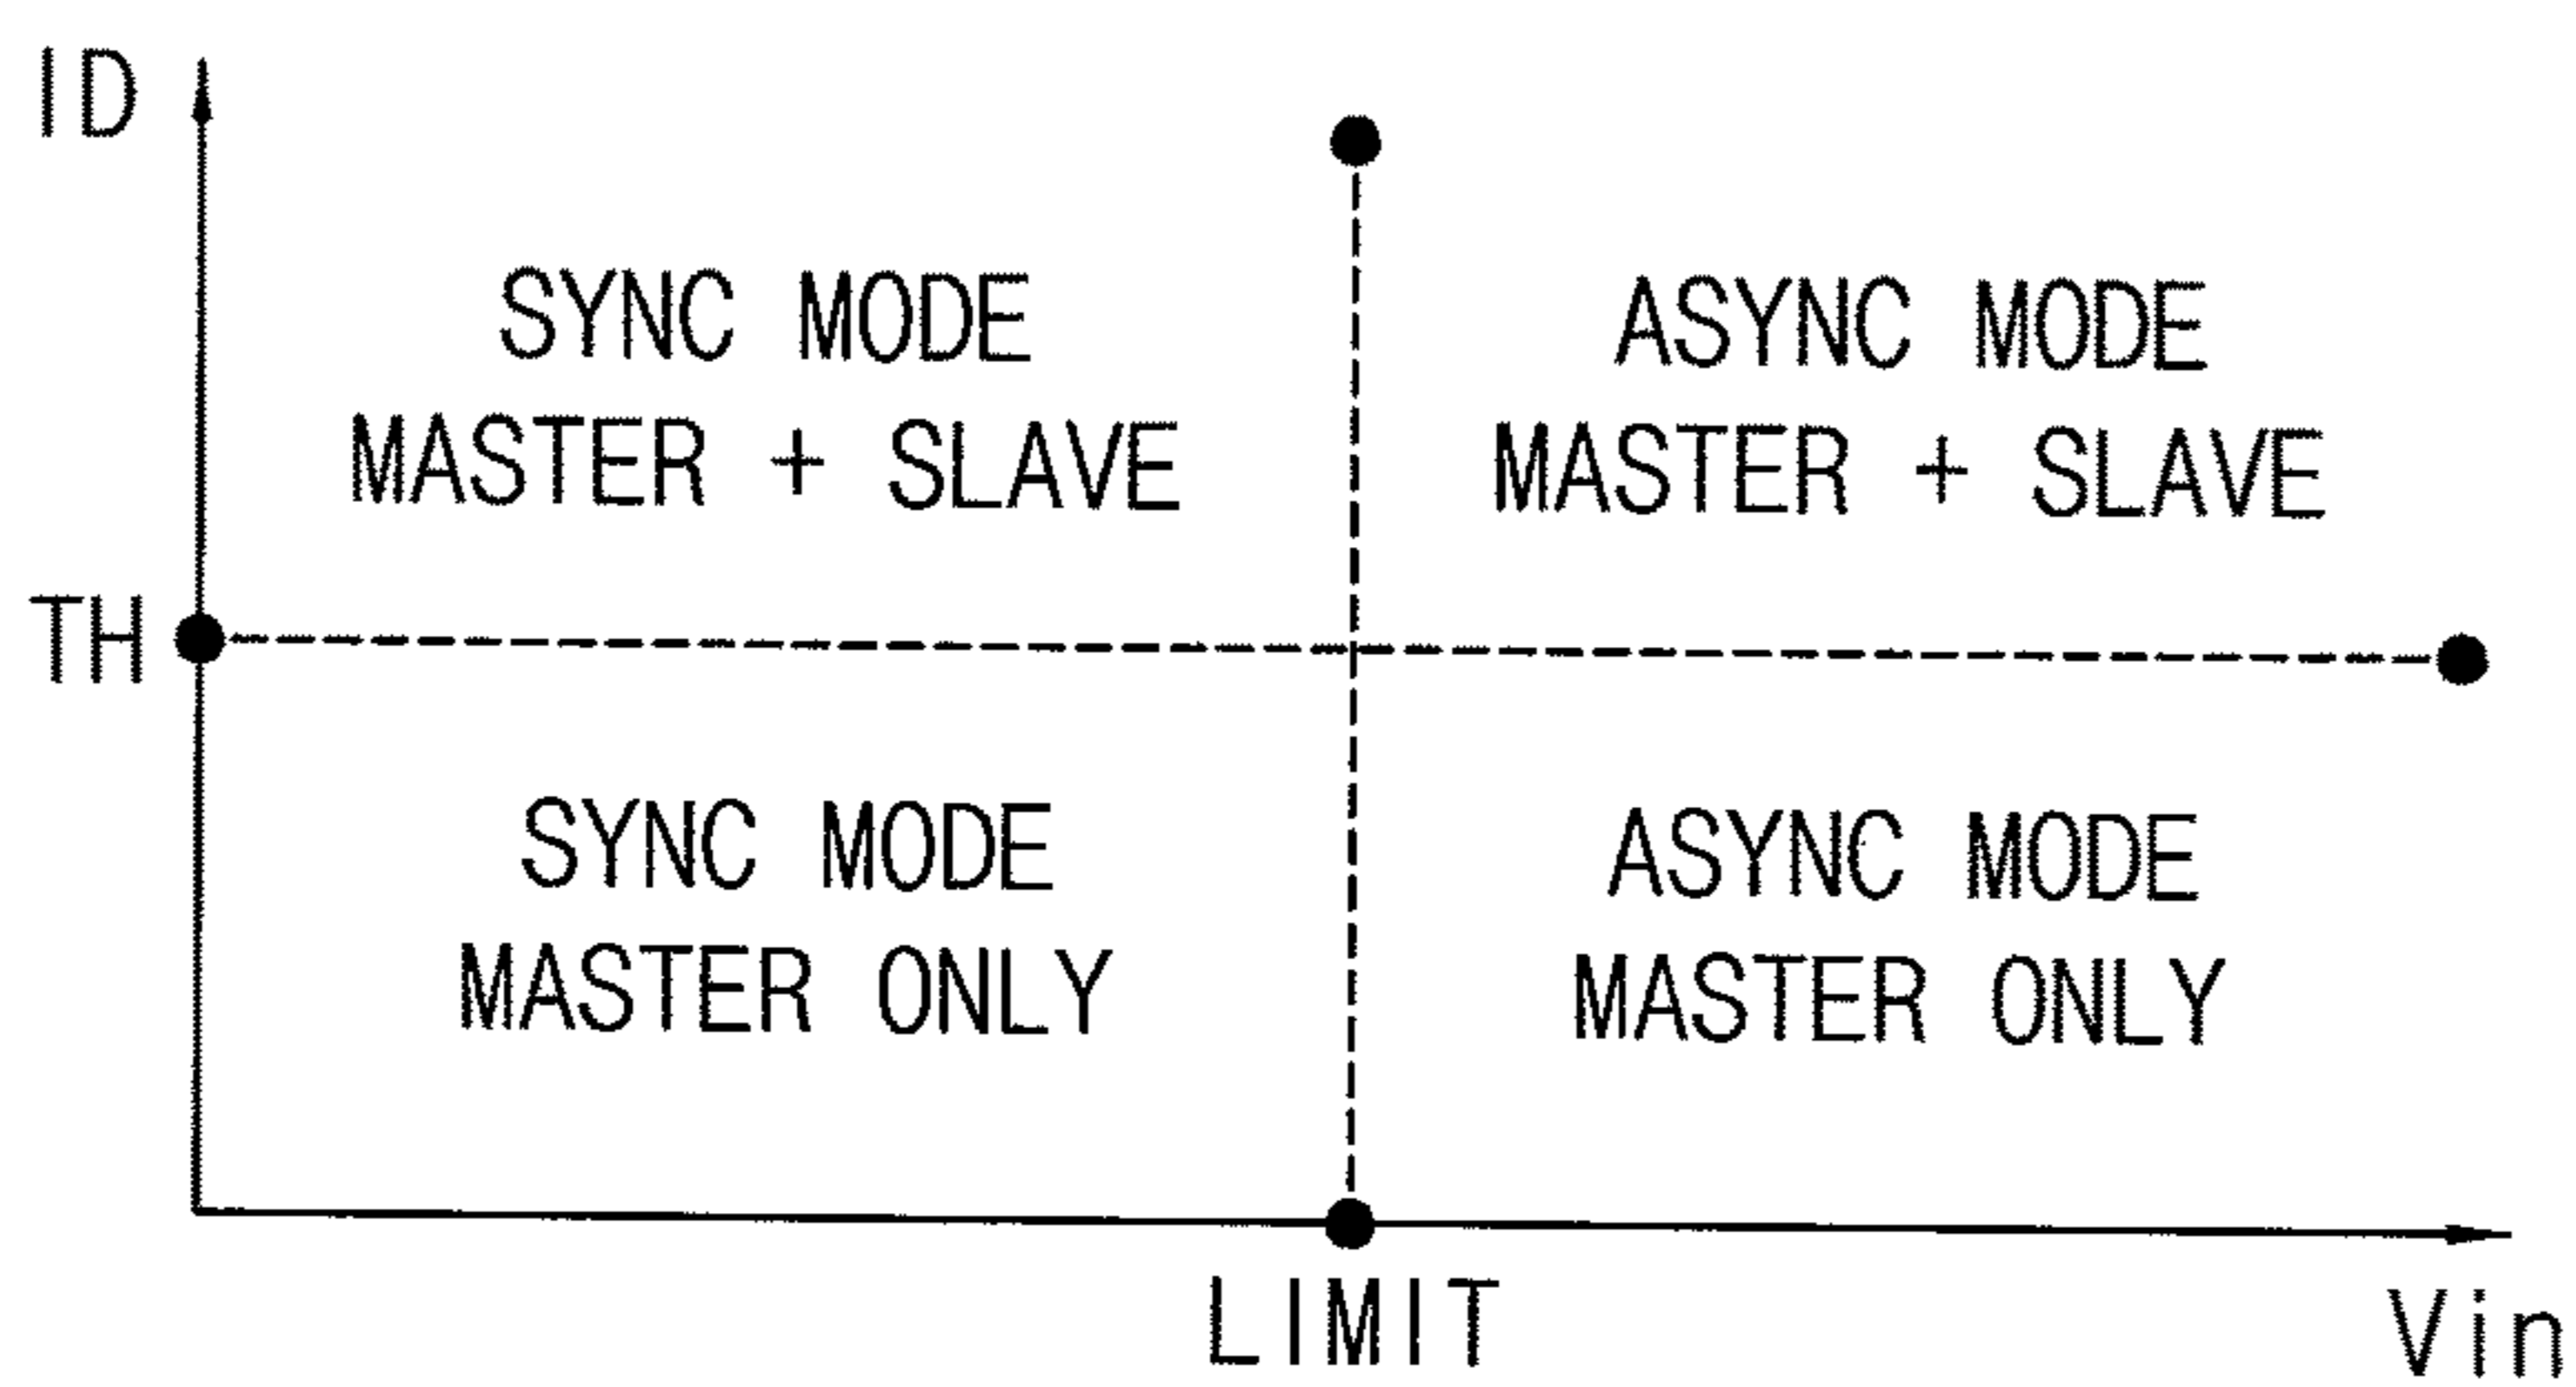 ID
SYNC MODE
MASTER + SLAVE
ASYNC MODE
MASTER + SLAVE
TH
SYNC MODE
MASTER ONLY
ASYNC MODE
MASTER ONLY
LIMIT
Vin